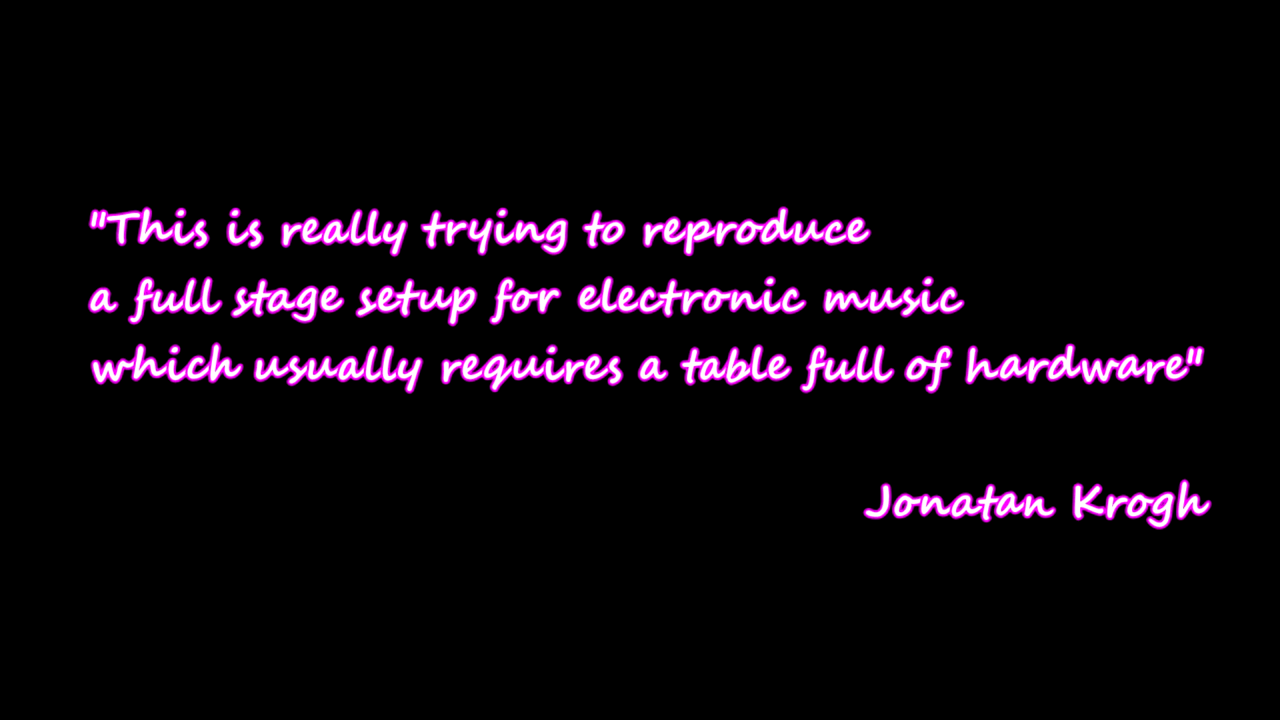 "This is really trying to reproduce
a full stage setup for electronic music
which usually requires a table full of hardware"
Jonatan Krogh